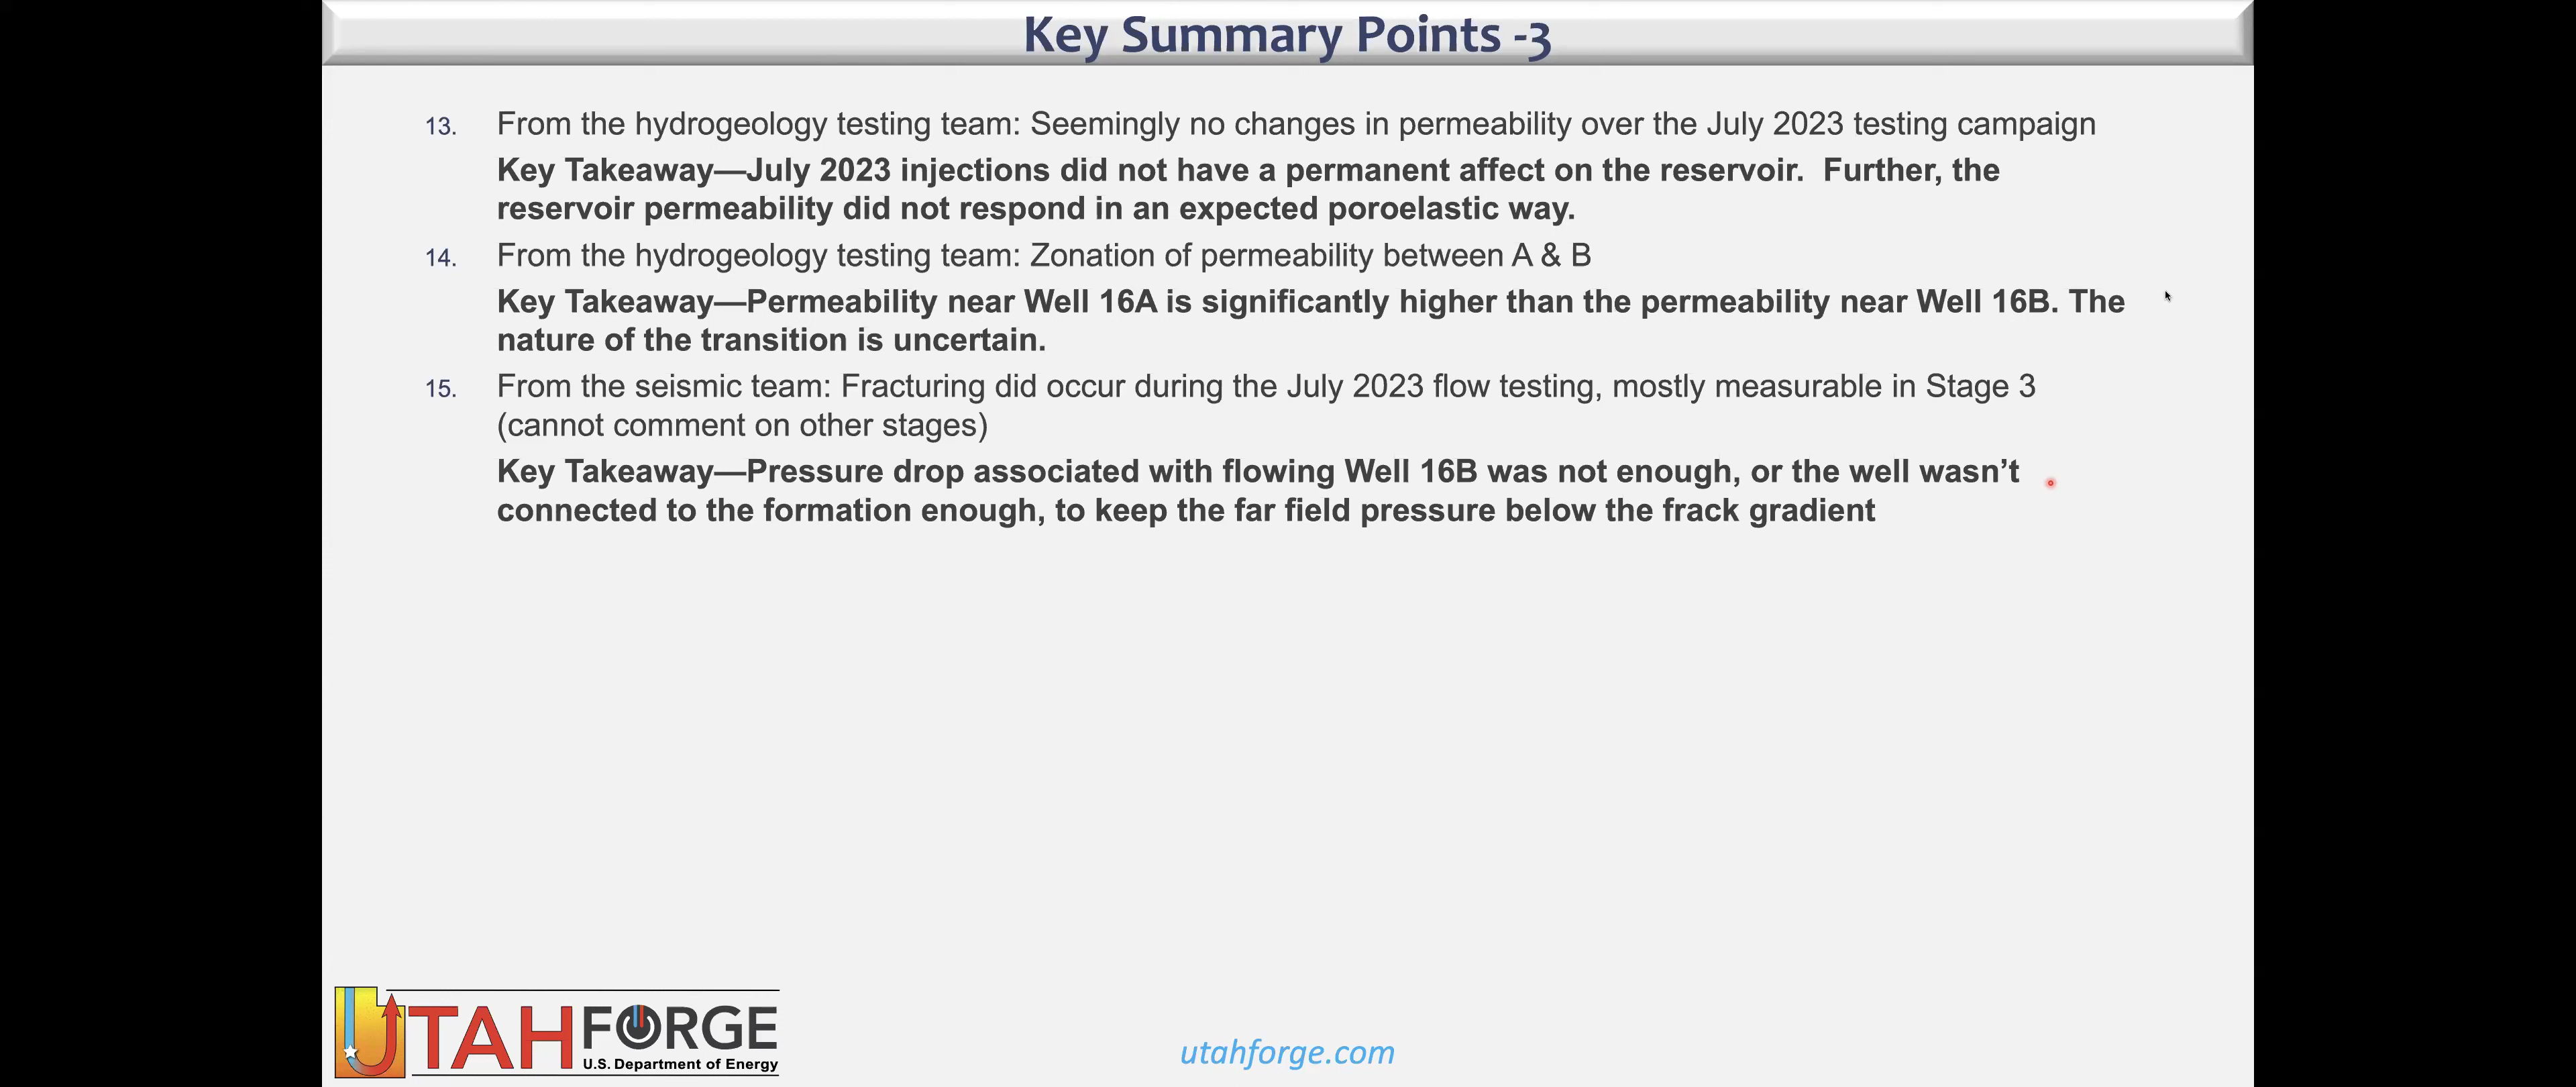 Key Summary Points -3
13. From the hydrogeology testing team: Seemingly no changes in permeability over the July 2023 testing campaign
Key Takeaway—July 2023 injections did not have a permanent affect on the reservoir.  Further, the
reservoir permeability did not respond in an expected poroelastic way.
14. From the hydrogeology testing team: Zonation of permeability between A & B
Key Takeaway—Permeability near Well 16A is significantly higher than the permeability near Well 16B. The
nature of the transition is uncertain.
15. From the seismic team: Fracturing did occur during the July 2023 flow testing, mostly measurable in Stage 3
(cannot comment on other stages)
Key Takeaway—Pressure drop associated with flowing Well 16B was not enough, or the well wasn’t
connected to the formation enough, to keep the far field pressure below the frack gradient
UTAH FORGE
U.S. Department of Energy
utahforge.com